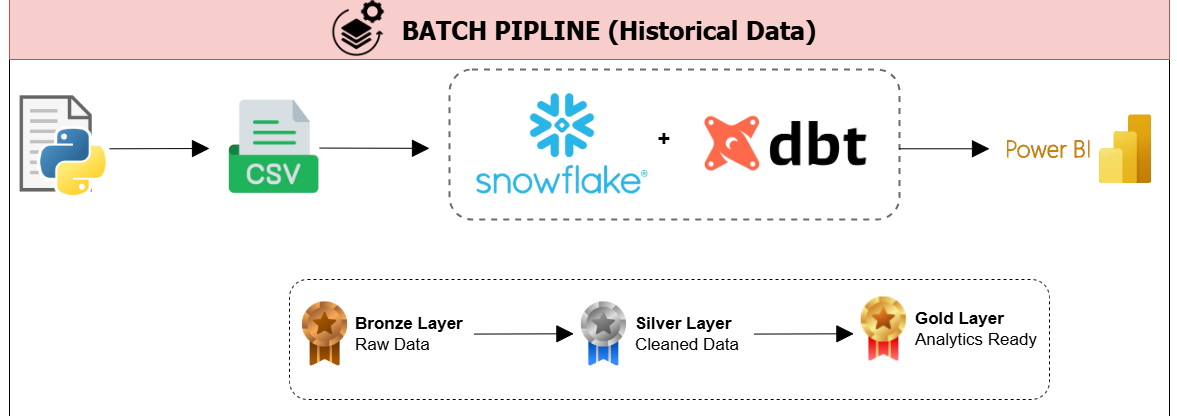 BATCH PIPLINE (Historical Data)
CSV
snowflake®
+
dbt
Power BI
Bronze Layer
Raw Data
Silver Layer
Cleaned Data
Gold Layer
Analytics Ready